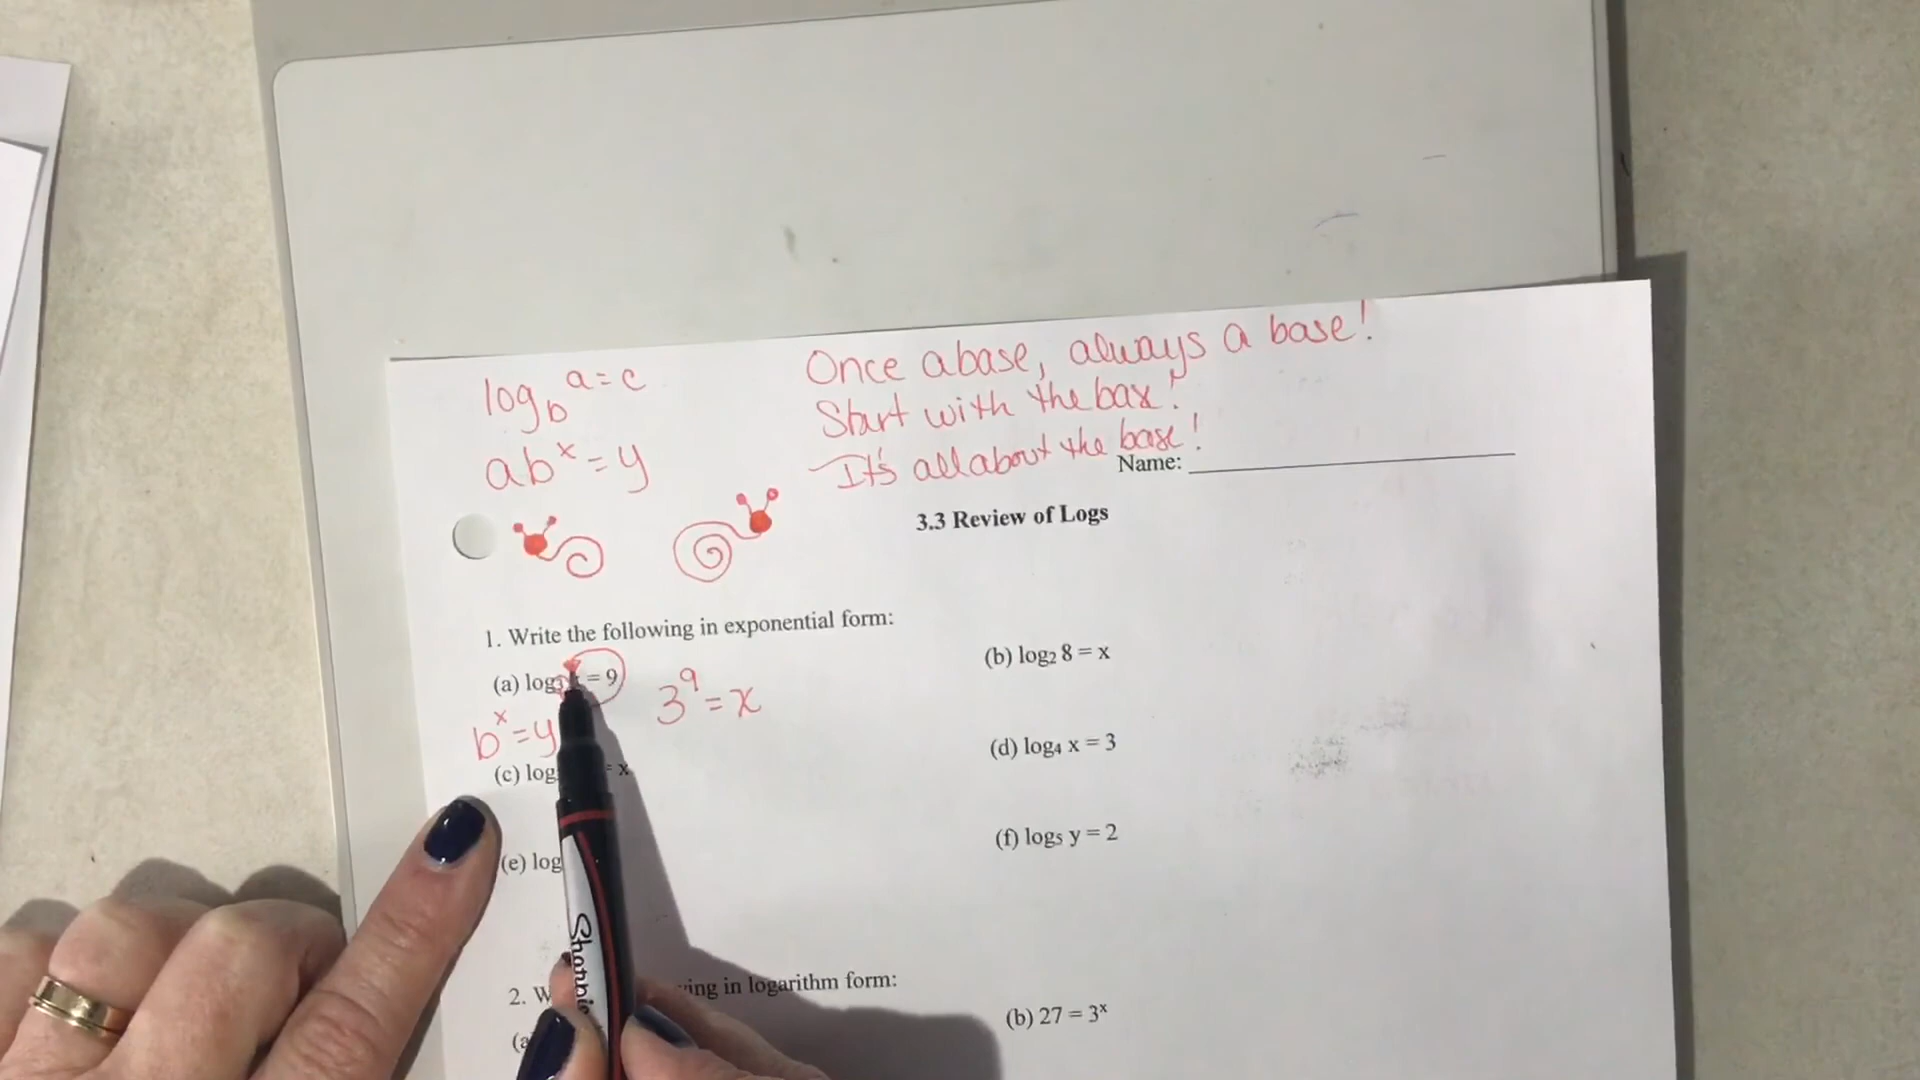 log_b a = c
Once a base, always a base!
Start with the base!
ab^x = y
It's all about the base!
Name:
3.3 Review of Logs
1. Write the following in exponential form:
(a) log₃ = 9
3^9 = x
(b) log₂ 8 = x
b^x = y
(c) log = x
(d) log₄ x = 3
(e) log
(f) log₅ y = 2
2. in logarithm form:
(b) 27 = 3^x
Sharpie